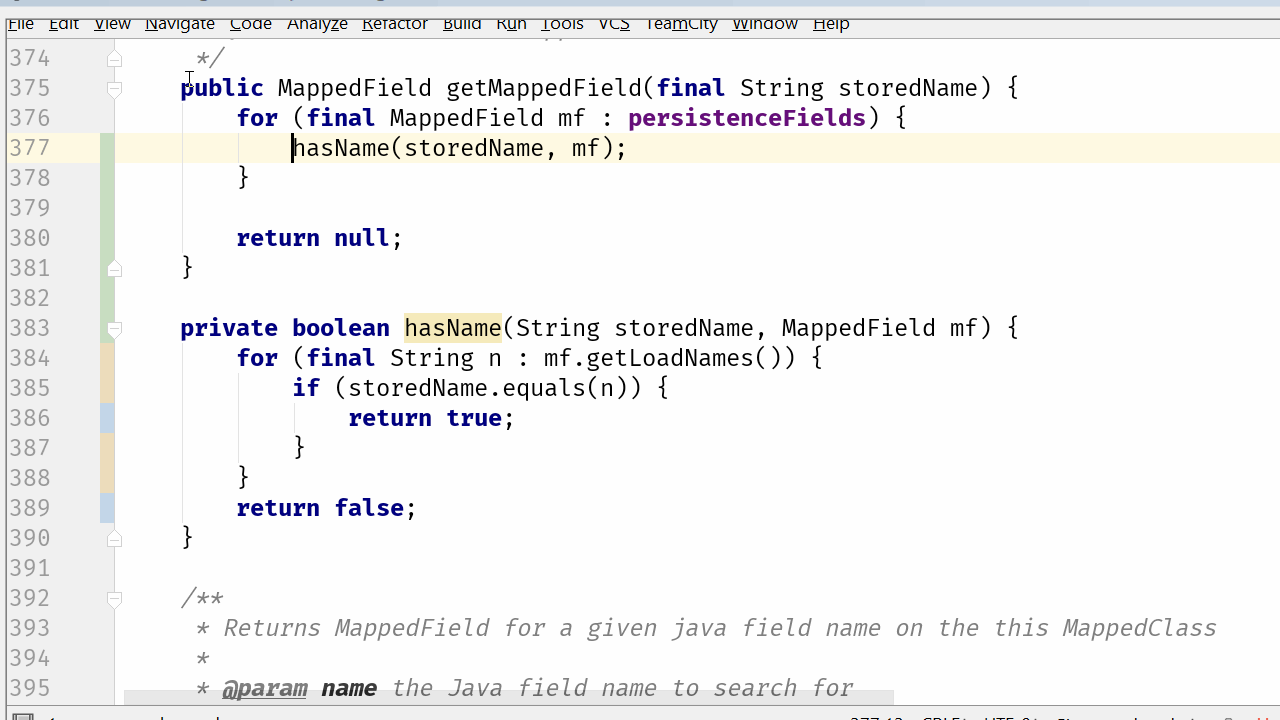 File Edit View Navigate Code Analyze Refactor Build Run Tools VCS TeamCity Window Help
374 */
375 public MappedField getMappedField(final String storedName) {
376 for (final MappedField mf : persistenceFields) {
377 hasName(storedName, mf);
378 }
379
380 return null;
381 }
382
383 private boolean hasName(String storedName, MappedField mf) {
384 for (final String n : mf.getLoadNames()) {
385 if (storedName.equals(n)) {
386 return true;
387 }
388 }
389 return false;
390 }
391
392 /**
393 * Returns MappedField for a given java field name on the this MappedClass
394 *
395 * @param name the Java field name to search for